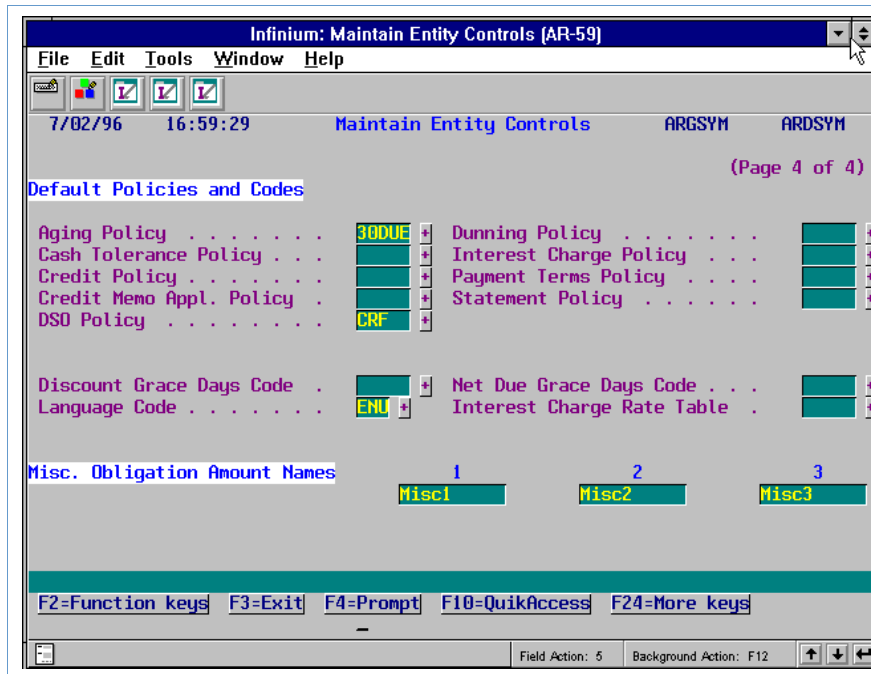 Infinium: Maintain Entity Controls (AR-59)
File Edit Tools Window Help
7/02/96 16:59:29 Maintain Entity Controls ARGSYM ARDSYM
(Page 4 of 4)
Default Policies and Codes
Aging Policy . . . . . . . 30DUE + Dunning Policy . . . . . . . +
Cash Tolerance Policy . . . + Interest Charge Policy . . . +
Credit Policy . . . . . . . + Payment Terms Policy . . . . +
Credit Memo Appl. Policy . + Statement Policy . . . . . . +
DSO Policy . . . . . . . . CRF +
Discount Grace Days Code . + Net Due Grace Days Code . . . +
Language Code . . . . . . . ENU + Interest Charge Rate Table . +
Misc. Obligation Amount Names 1 2 3
Misc1 Misc2 Misc3
F2=Function keys F3=Exit F4=Prompt F10=QuikAccess F24=More keys
Field Action: 5 Background Action: F12